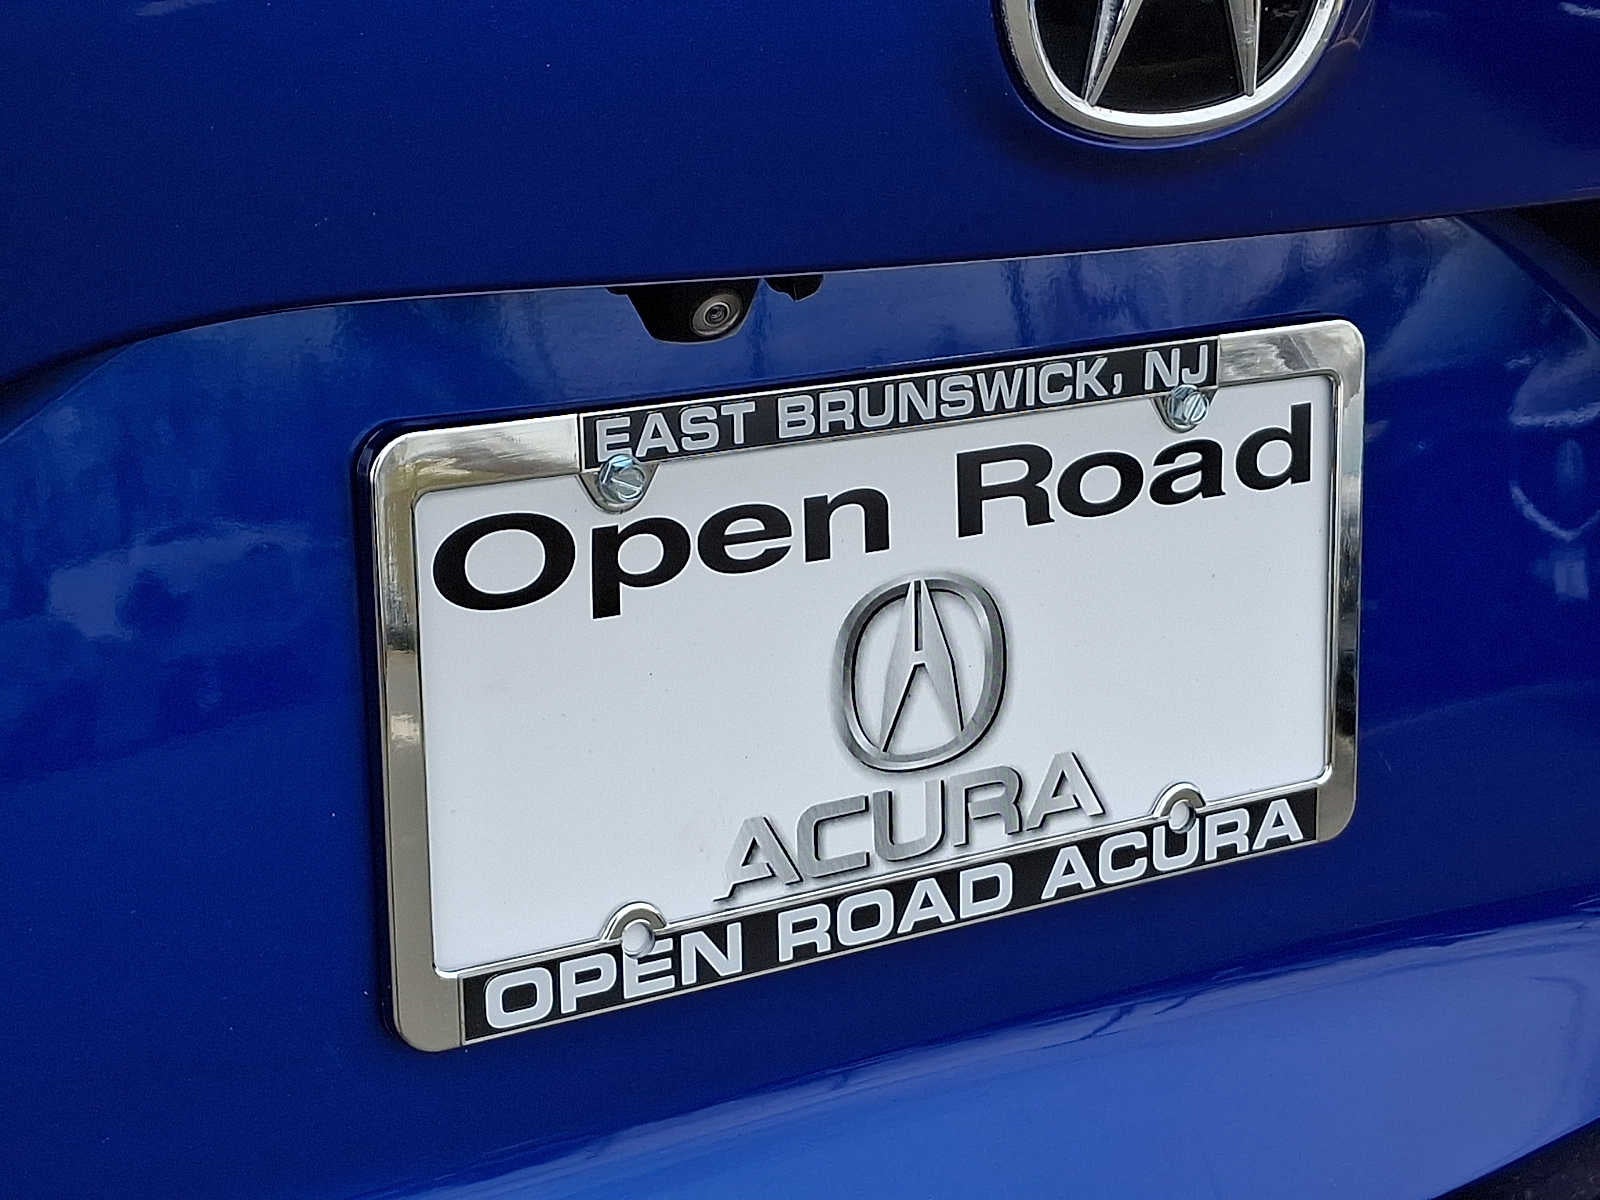 EAST BRUNSWICK, NJ
Open Road
ACURA
OPEN ROAD ACURA